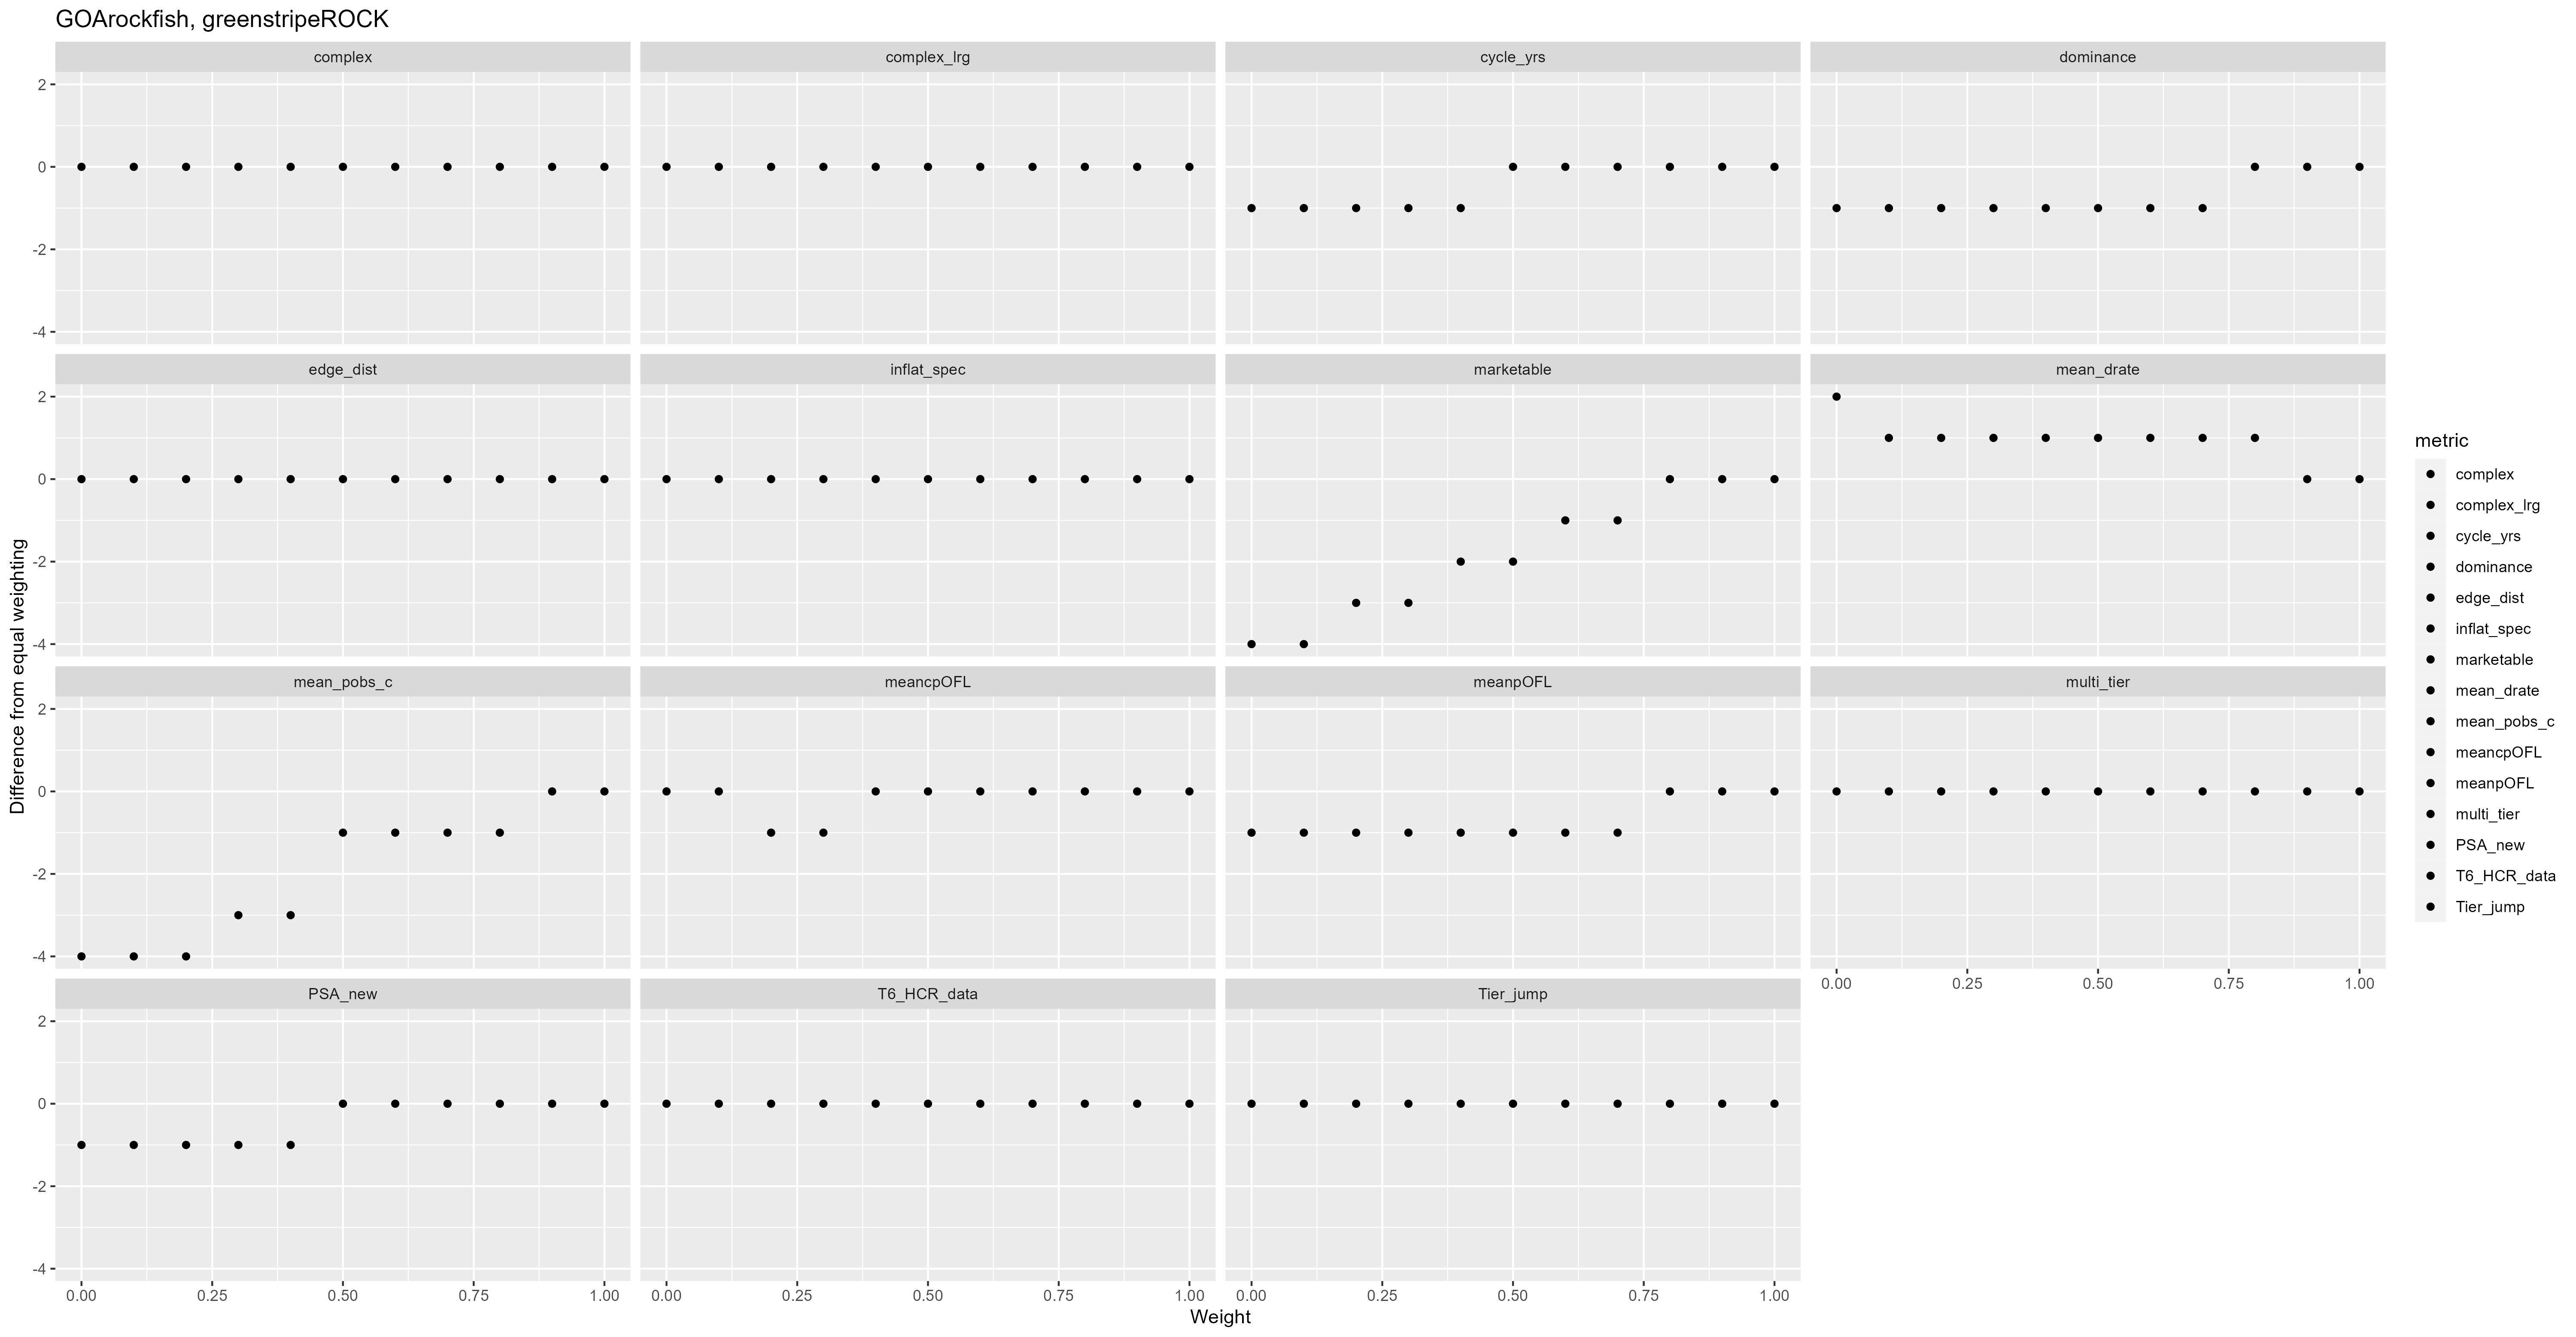 GOArockfish, greenstripeROCK
complex
complex_lrg
cycle_yrs
dominance
2
0
-2
-4
edge_dist
inflat_spec
marketable
mean_drate
2
0
-2
-4
mean_pobs_c
meancpOFL
meanpOFL
multi_tier
2
0
-2
-4
0.00 0.25 0.50 0.75 1.00
PSA_new
T6_HCR_data
Tier_jump
2
0
-2
-4
0.00 0.25 0.50 0.75 1.00
0.00 0.25 0.50 0.75 1.00
0.00 0.25 0.50 0.75 1.00
Weight
Difference from equal weighting
metric
complex
complex_lrg
cycle_yrs
dominance
edge_dist
inflat_spec
marketable
mean_drate
mean_pobs_c
meancpOFL
meanpOFL
multi_tier
PSA_new
T6_HCR_data
Tier_jump